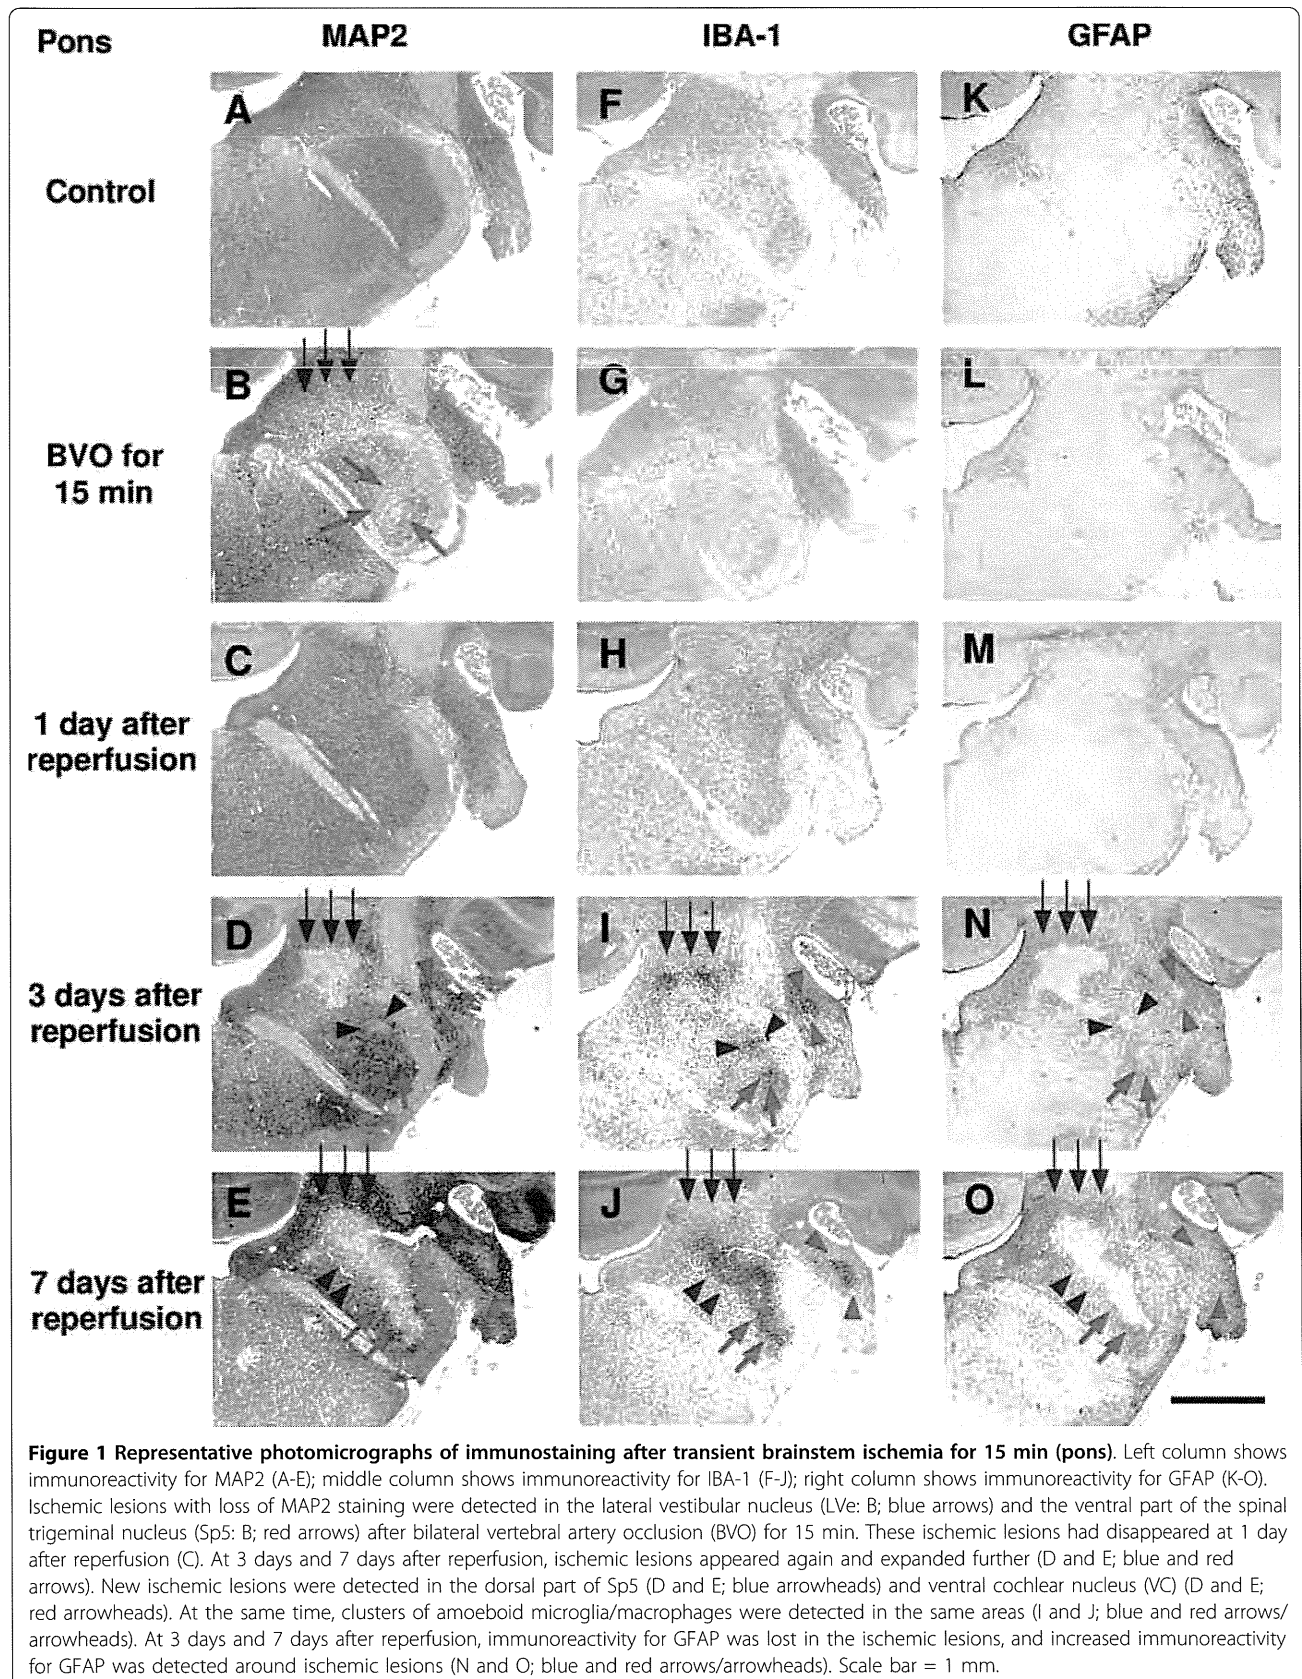 Pons MAP2 IBA-1 GFAP
Control A F K
BVO for
15 min B G L
1 day after
reperfusion C H M
3 days after
reperfusion D I N
7 days after
reperfusion E J O
Figure 1 Representative photomicrographs of immunostaining after transient brainstem ischemia for 15 min (pons). Left column shows
immunoreactivity for MAP2 (A-E); middle column shows immunoreactivity for IBA-1 (F-J); right column shows immunoreactivity for GFAP (K-O).
Ischemic lesions with loss of MAP2 staining were detected in the lateral vestibular nucleus (LVe: B; blue arrows) and the ventral part of the spinal
trigeminal nucleus (Sp5: B; red arrows) after bilateral vertebral artery occlusion (BVO) for 15 min. These ischemic lesions had disappeared at 1 day
after reperfusion (C). At 3 days and 7 days after reperfusion, ischemic lesions appeared again and expanded further (D and E; blue and red
arrows). New ischemic lesions were detected in the dorsal part of Sp5 (D and E; blue arrowheads) and ventral cochlear nucleus (VC) (D and E;
red arrowheads). At the same time, clusters of amoeboid microglia/macrophages were detected in the same areas (I and J; blue and red arrows/
arrowheads). At 3 days and 7 days after reperfusion, immunoreactivity for GFAP was lost in the ischemic lesions, and increased immunoreactivity
for GFAP was detected around ischemic lesions (N and O; blue and red arrows/arrowheads). Scale bar = 1 mm.